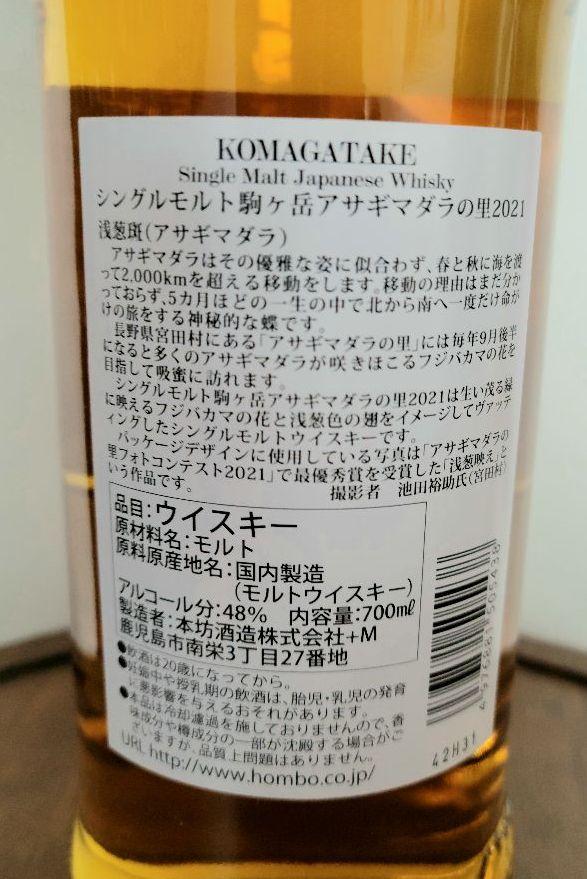 KOMAGATAKE
Single Malt Japanese Whisky
シングルモルト駒ヶ岳アサギマダラの里2021
浅葱斑(アサギマダラ)
アサギマダラはその優雅な姿に似合わず、春と秋に海を渡
って2,000kmを超える移動をします。移動の理由はまだ分か
っておらず、5カ月ほどの一生の中で北から南へ一度だけ命が
けの旅をする神秘的な蝶です。
長野県宮田村にある「アサギマダラの里」には毎年9月後半
になると多くのアサギマダラが咲きほこるフジバカマの花を
目指して吸蜜に訪れます。
シングルモルト駒ヶ岳アサギマダラの里2021は生い茂る緑
に映えるフジバカマの花と浅葱色の翅をイメージしてヴァッテ
ィングしたシングルモルトウイスキーです。
パッケージデザインに使用している写真は「アサギマダラの
里フォトコンテスト2021」で最優秀賞を受賞した「浅葱映え」と
いう作品です。
撮影者 池田裕助氏(宮田村)
品目:ウイスキー
原材料名:モルト
原料原産地名:国内製造
(モルトウイスキー)
アルコール分:48% 内容量:700ml
製造者:本坊酒造株式会社+M
鹿児島市南栄3丁目27番地
●飲酒は20歳になってから。
●妊娠中や授乳期の飲酒は、胎児・乳児の発育
に悪影響を与えるおそれがあります。
●本品は冷却濾過を施しておりませんので、香
味成分や樽成分の一部が沈殿する場合がご
ざいますが、品質上問題はありません。
URL http://www.hombo.co.jp/
4 976881 505438
42H31